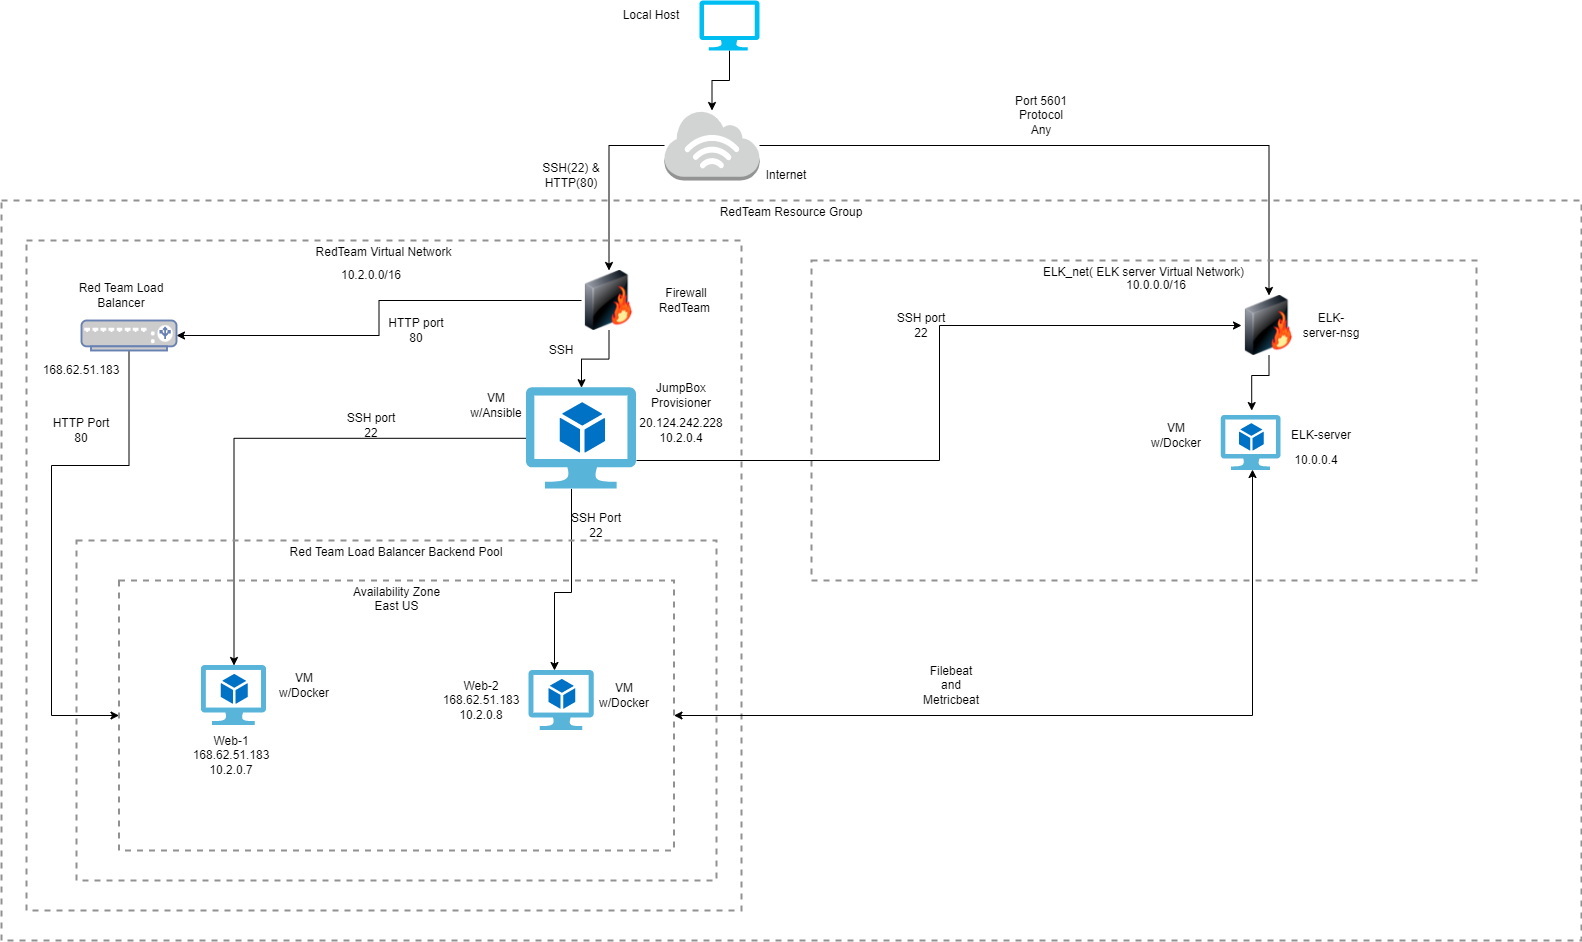 Local Host
Port 5601
Protocol
Any
SSH(22) &
HTTP(80)
Internet
RedTeam Resource Group
RedTeam Virtual Network
10.2.0.0/16
ELK_net( ELK server Virtual Network)
10.0.0.0/16
Red Team Load
Balancer
Firewall
RedTeam
HTTP port
80
SSH port
22
ELK-
server-nsg
SSH
168.62.51.183
VM
w/Ansible
JumpBox
Provisioner
20.124.242.228
10.2.0.4
HTTP Port
80
SSH port
22
VM
w/Docker
ELK-server
10.0.0.4
SSH Port
22
Red Team Load Balancer Backend Pool
Availability Zone
East US
VM
w/Docker
Web-2
168.62.51.183
10.2.0.8
VM
w/Docker
Filebeat
and
Metricbeat
Web-1
168.62.51.183
10.2.0.7